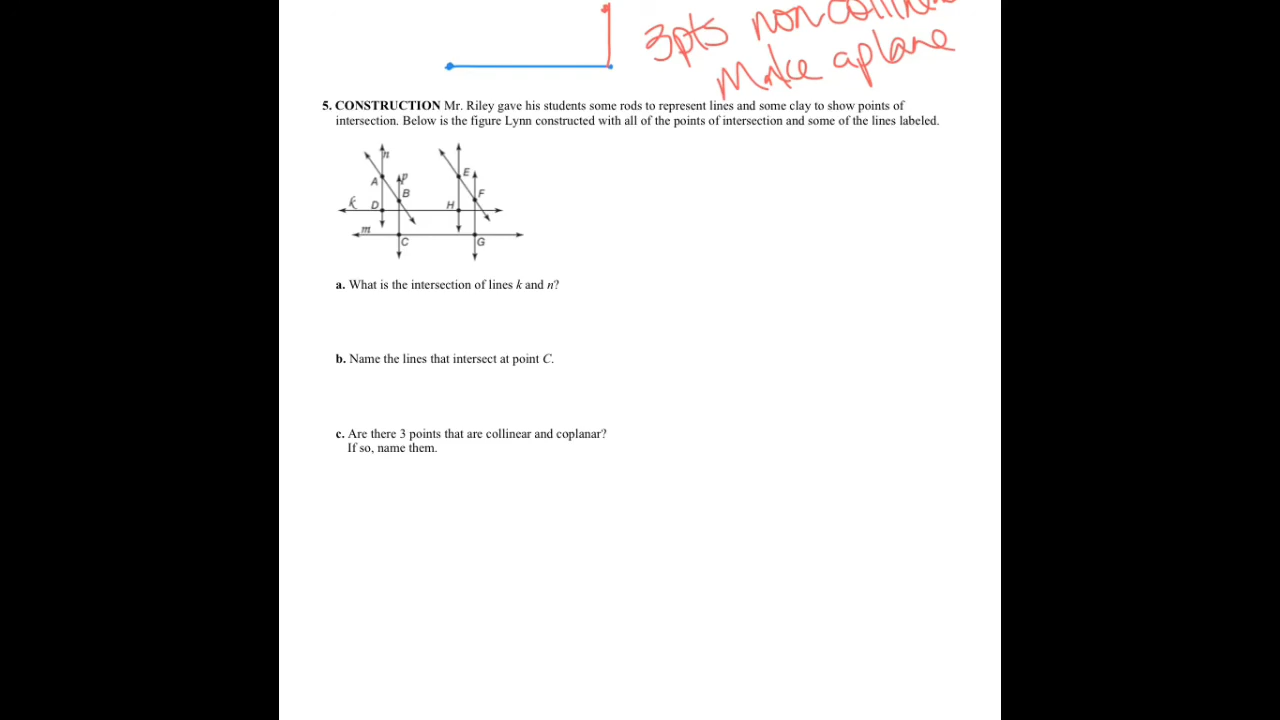 3pts non
Make a plane
5. CONSTRUCTION Mr. Riley gave his students some rods to represent lines and some clay to show points of
intersection. Below is the figure Lynn constructed with all of the points of intersection and some of the lines labeled.
n
A
p
B
k
D
m
C
E
F
H
G
a. What is the intersection of lines k and n?
b. Name the lines that intersect at point C.
c. Are there 3 points that are collinear and coplanar?
If so, name them.